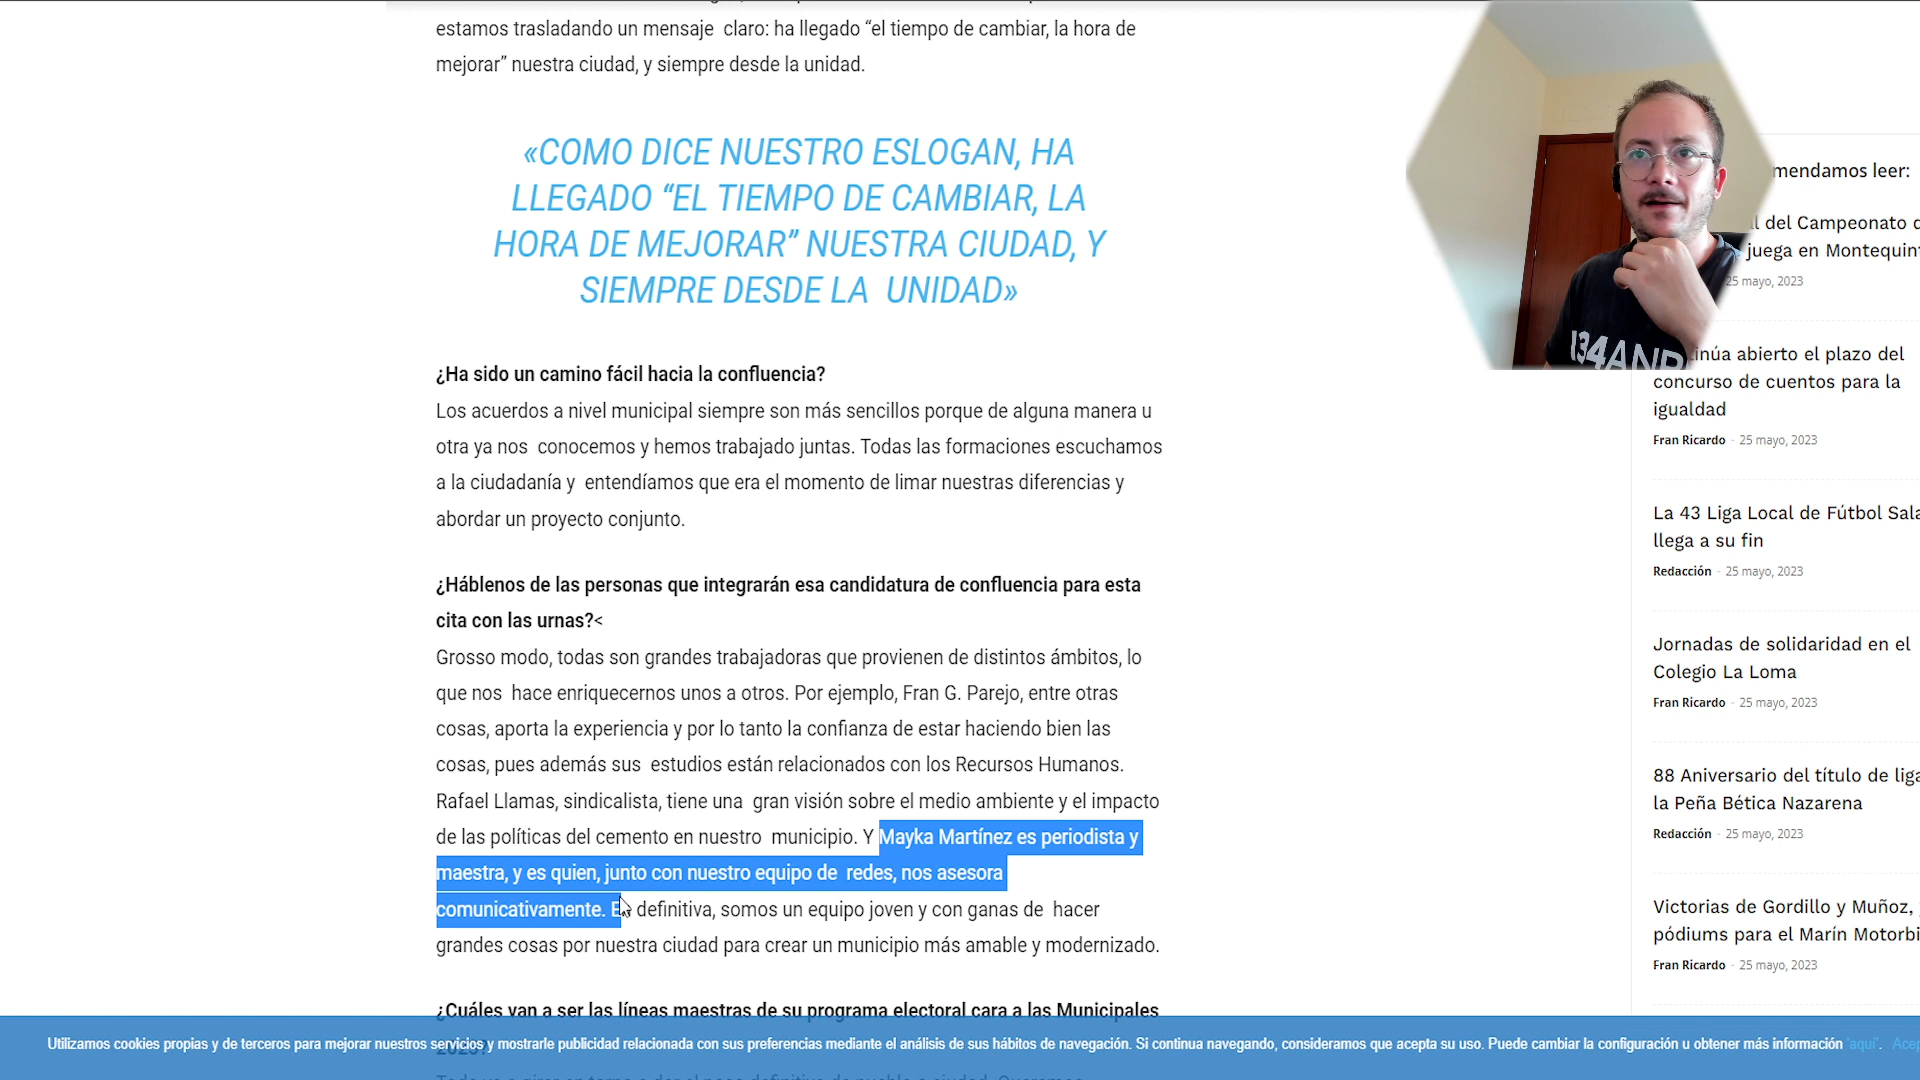 estamos trasladando un mensaje claro: ha llegado “el tiempo de cambiar, la hora de
mejorar” nuestra ciudad, y siempre desde la unidad.
«COMO DICE NUESTRO ESLOGAN, HA
LLEGADO “EL TIEMPO DE CAMBIAR, LA
HORA DE MEJORAR” NUESTRA CIUDAD, Y
SIEMPRE DESDE LA UNIDAD»
¿Ha sido un camino fácil hacia la confluencia?
Los acuerdos a nivel municipal siempre son más sencillos porque de alguna manera u
otra ya nos conocemos y hemos trabajado juntas. Todas las formaciones escuchamos
a la ciudadanía y entendíamos que era el momento de limar nuestras diferencias y
abordar un proyecto conjunto.
¿Háblenos de las personas que integrarán esa candidatura de confluencia para esta
cita con las urnas?<
Grosso modo, todas son grandes trabajadoras que provienen de distintos ámbitos, lo
que nos hace enriquecernos unos a otros. Por ejemplo, Fran G. Parejo, entre otras
cosas, aporta la experiencia y por lo tanto la confianza de estar haciendo bien las
cosas, pues además sus estudios están relacionados con los Recursos Humanos.
Rafael Llamas, sindicalista, tiene una gran visión sobre el medio ambiente y el impacto
de las políticas del cemento en nuestro municipio. Y Mayka Martínez es periodista y
maestra, y es quien, junto con nuestro equipo de redes, nos asesora
comunicativamente. E definitiva, somos un equipo joven y con ganas de hacer
grandes cosas por nuestra ciudad para crear un municipio más amable y modernizado.
¿Cuáles van a ser las líneas maestras de su programa electoral cara a las Municipales
mendamos leer:
del Campeonato
juega en Montequin
25 mayo, 2023
inúa abierto el plazo del
concurso de cuentos para la
igualdad
Fran Ricardo - 25 mayo, 2023
La 43 Liga Local de Fútbol Sala
llega a su fin
Redacción - 25 mayo, 2023
Jornadas de solidaridad en el
Colegio La Loma
Fran Ricardo - 25 mayo, 2023
88 Aniversario del título de liga
la Peña Bética Nazarena
Redacción - 25 mayo, 2023
Victorias de Gordillo y Muñoz,
pódiums para el Marín Motorbi
Fran Ricardo - 25 mayo, 2023
Utilizamos cookies propias y de terceros para mejorar nuestros servicios y mostrarle publicidad relacionada con sus preferencias mediante el análisis de sus hábitos de navegación. Si continua navegando, consideramos que acepta su uso. Puede cambiar la configuración u obtener más información 'aquí'. Acep